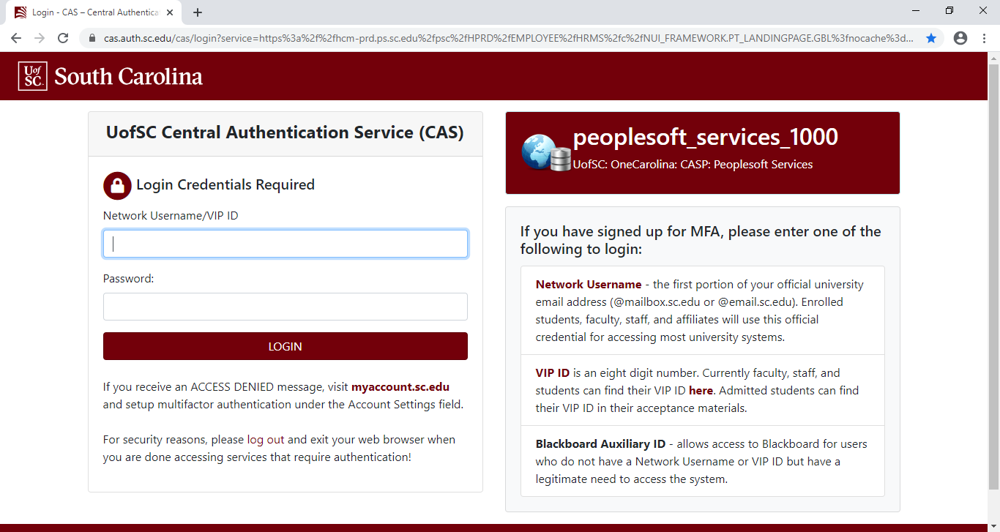 Login - CAS – Central Authentica
cas.auth.sc.edu/cas/login?service=https%3a%2f%2fhcm-prd.ps.sc.edu%2fpsc%2fHPRD%2fEMPLOYEE%2fHRMS%2fc%2fNUI_FRAMEWORK.PT_LANDINGPAGE.GBL%3fnocache%3d...
UofSC South Carolina
UofSC Central Authentication Service (CAS)
Login Credentials Required
Network Username/VIP ID
Password:
LOGIN
If you receive an ACCESS DENIED message, visit myaccount.sc.edu
and setup multifactor authentication under the Account Settings field.
For security reasons, please log out and exit your web browser when
you are done accessing services that require authentication!
peoplesoft_services_1000
UofSC: OneCarolina: CASP: Peoplesoft Services
If you have signed up for MFA, please enter one of the
following to login:
Network Username - the first portion of your official university
email address (@mailbox.sc.edu or @email.sc.edu). Enrolled
students, faculty, staff, and affiliates will use this official
credential for accessing most university systems.
VIP ID is an eight digit number. Currently faculty, staff, and
students can find their VIP ID here. Admitted students can find
their VIP ID in their acceptance materials.
Blackboard Auxiliary ID - allows access to Blackboard for users
who do not have a Network Username or VIP ID but have a
legitimate need to access the system.